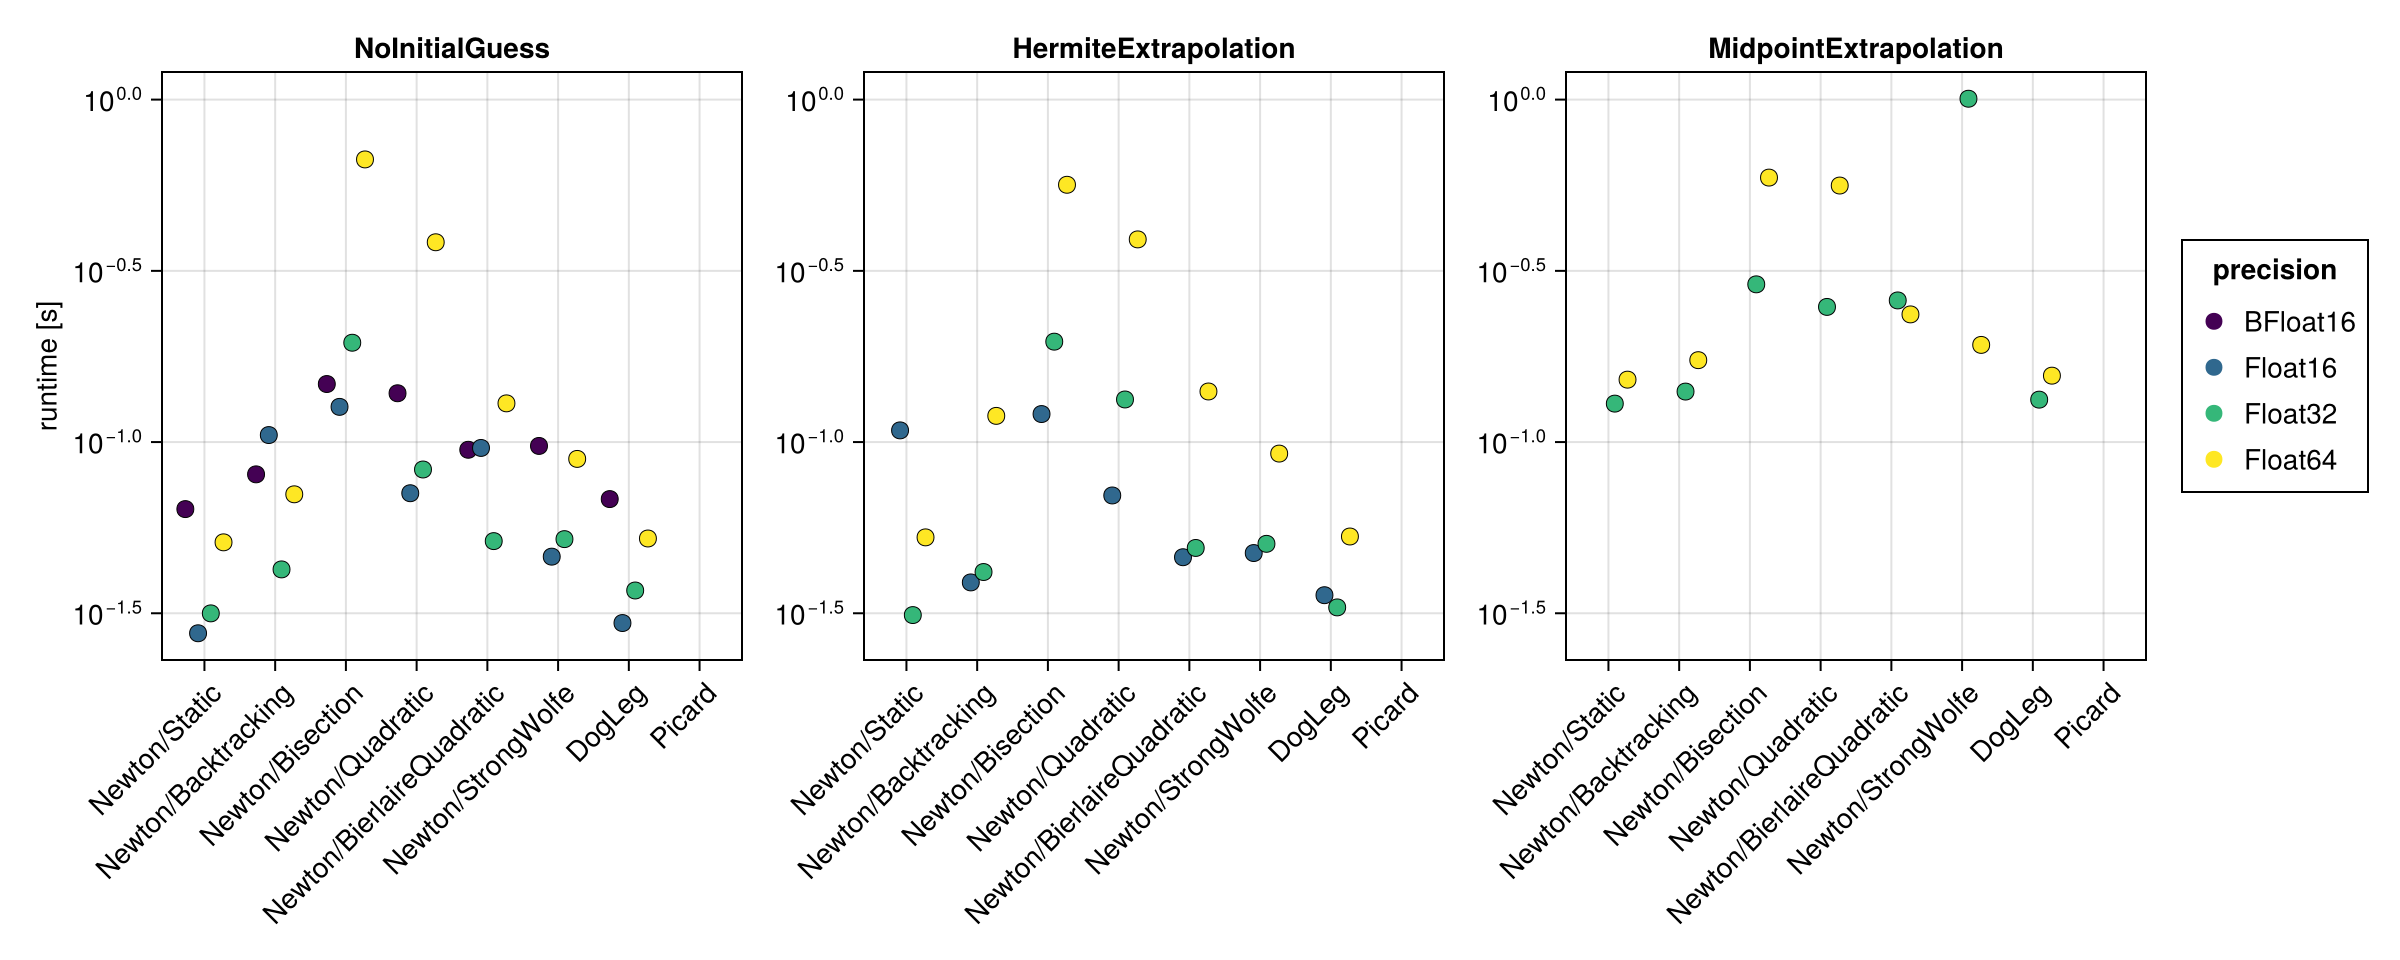 NoInitialGuess
HermiteExtrapolation
MidpointExtrapolation
runtime [s]
10^0.0
10^−0.5
10^−1.0
10^−1.5
10^0.0
10^−0.5
10^−1.0
10^−1.5
10^0.0
10^−0.5
10^−1.0
10^−1.5
Newton/Static
Newton/Backtracking
Newton/Bisection
Newton/Quadratic
Newton/BierlaireQuadratic
Newton/StrongWolfe
DogLeg
Picard
Newton/Static
Newton/Backtracking
Newton/Bisection
Newton/Quadratic
Newton/BierlaireQuadratic
Newton/StrongWolfe
DogLeg
Picard
Newton/Static
Newton/Backtracking
Newton/Bisection
Newton/Quadratic
Newton/BierlaireQuadratic
Newton/StrongWolfe
DogLeg
Picard
precision
BFloat16
Float16
Float32
Float64